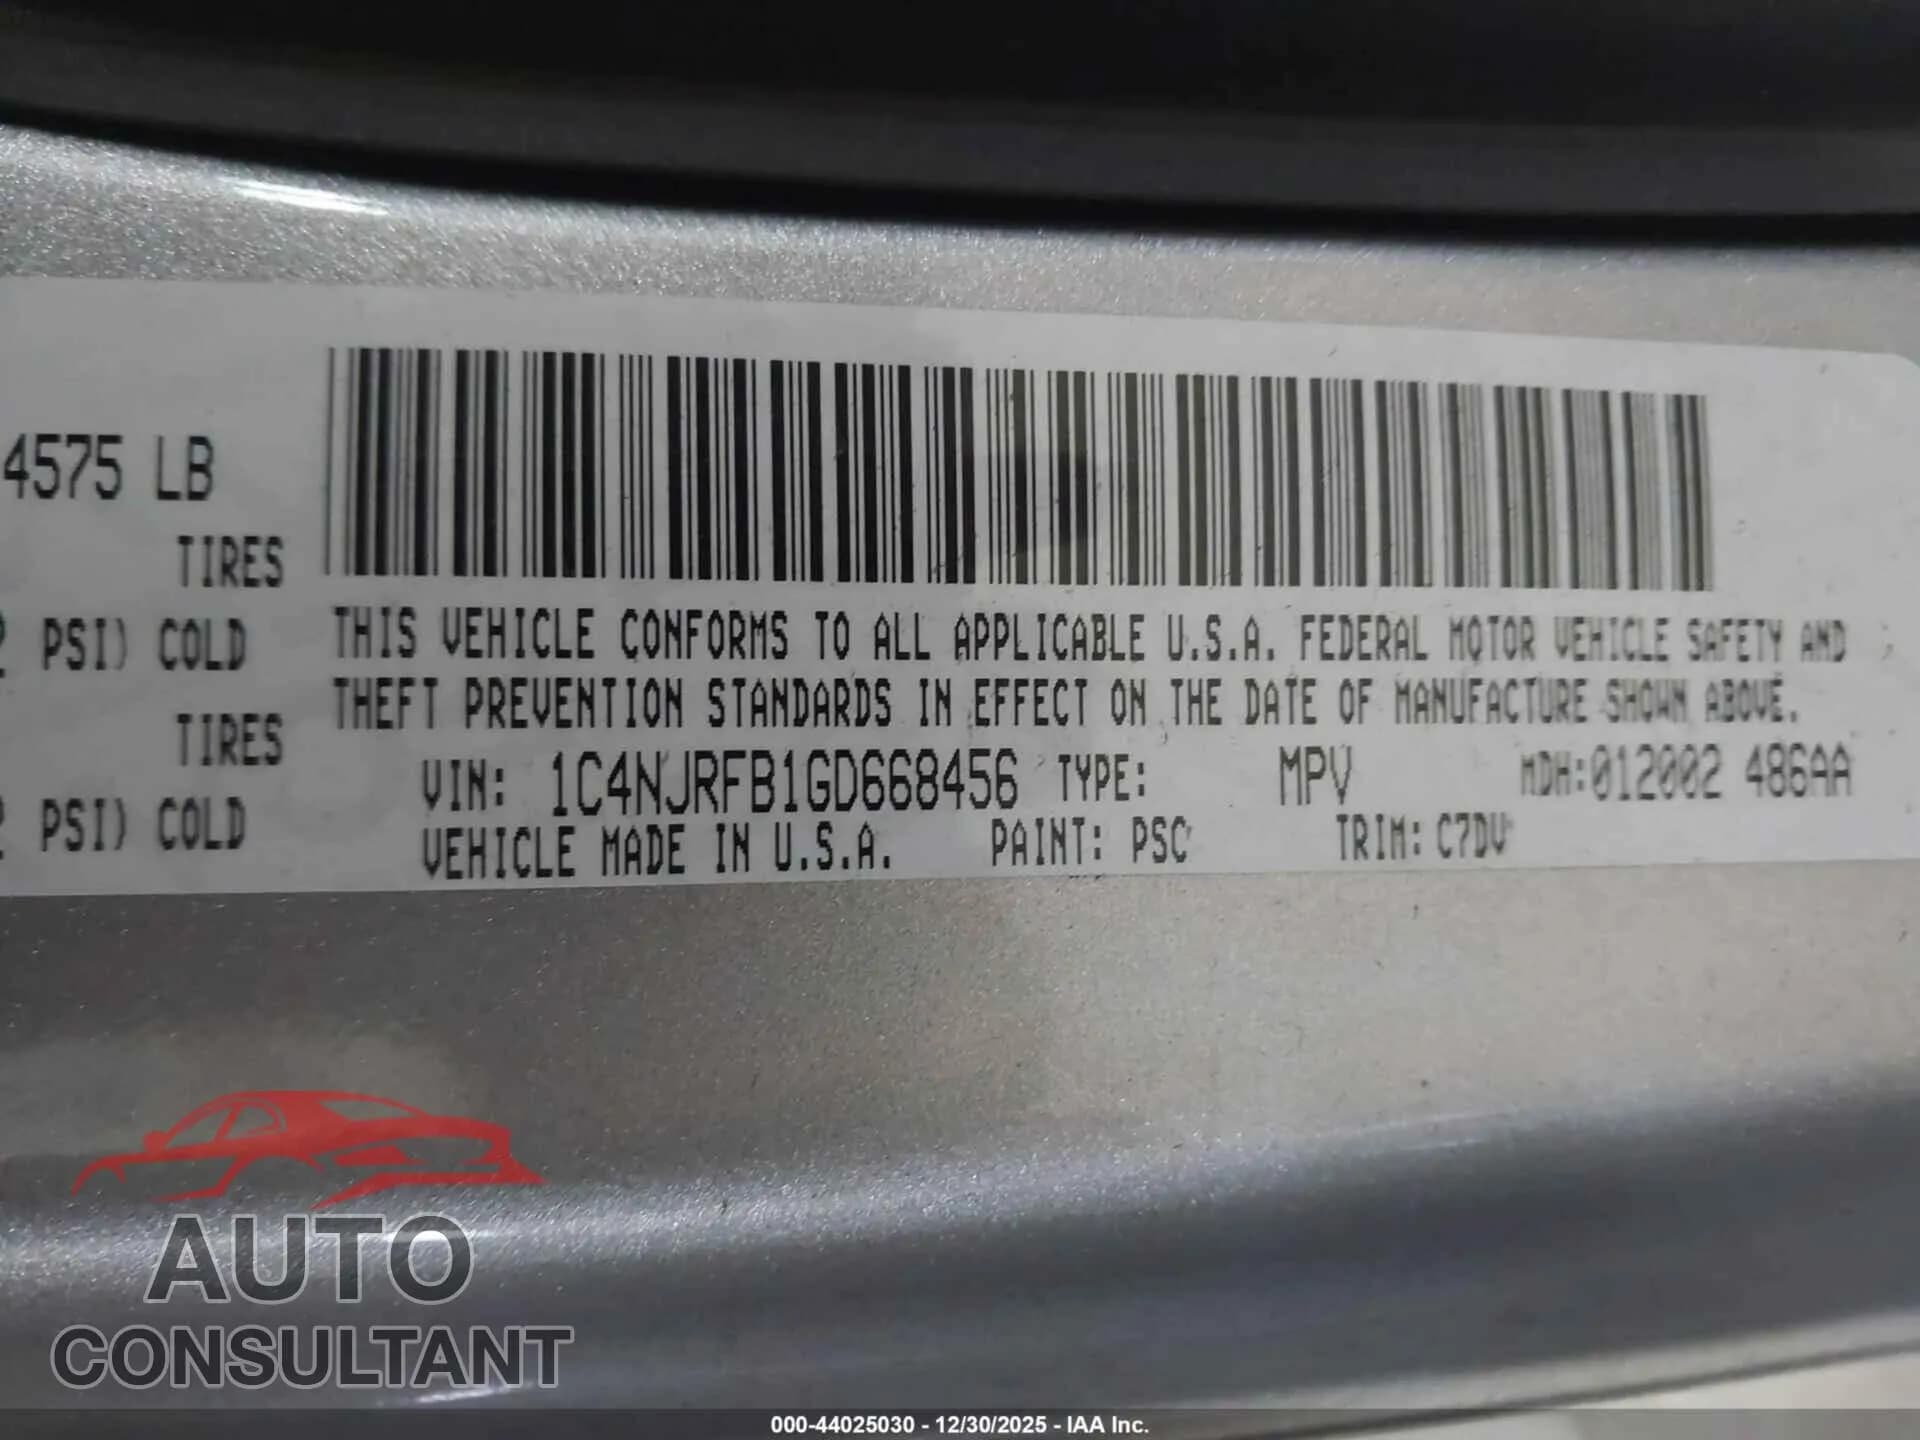 4575 LB
TIRES
PSI) COLD
TIRES
PSI) COLD
THIS VEHICLE CONFORMS TO ALL APPLICABLE U.S.A. FEDERAL MOTOR VEHICLE SAFETY AND
THEFT PREVENTION STANDARDS IN EFFECT ON THE DATE OF MANUFACTURE SHOWN ABOVE.
VIN: 1C4NJRFB1GD668456 TYPE: MPV MDH:012002 486AA
VEHICLE MADE IN U.S.A. PAINT: PSC TRIM: C7DV
AUTO
CONSULTANT
000-44025030 - 12/30/2025 - IAA Inc.